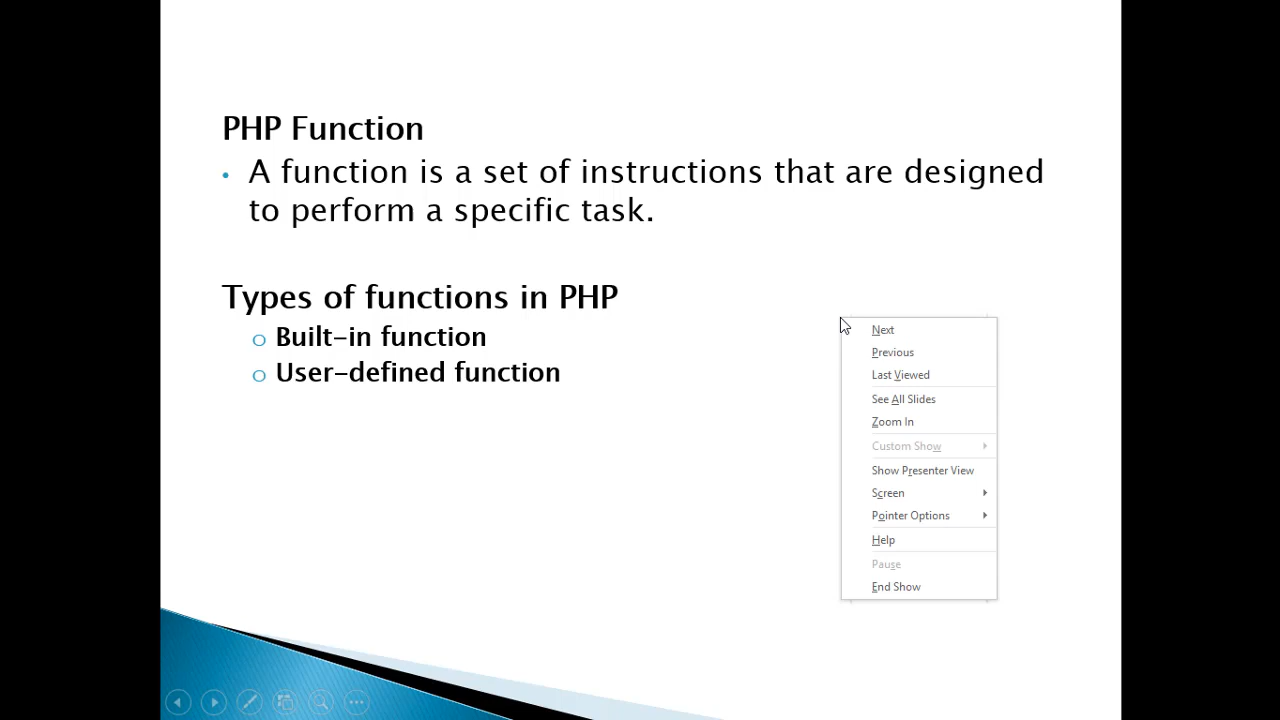 PHP Function
• A function is a set of instructions that are designed
to perform a specific task.
Types of functions in PHP
o Built-in function
o User-defined function
Next
Previous
Last Viewed
See All Slides
Zoom In
Custom Show
Show Presenter View
Screen
Pointer Options
Help
Pause
End Show